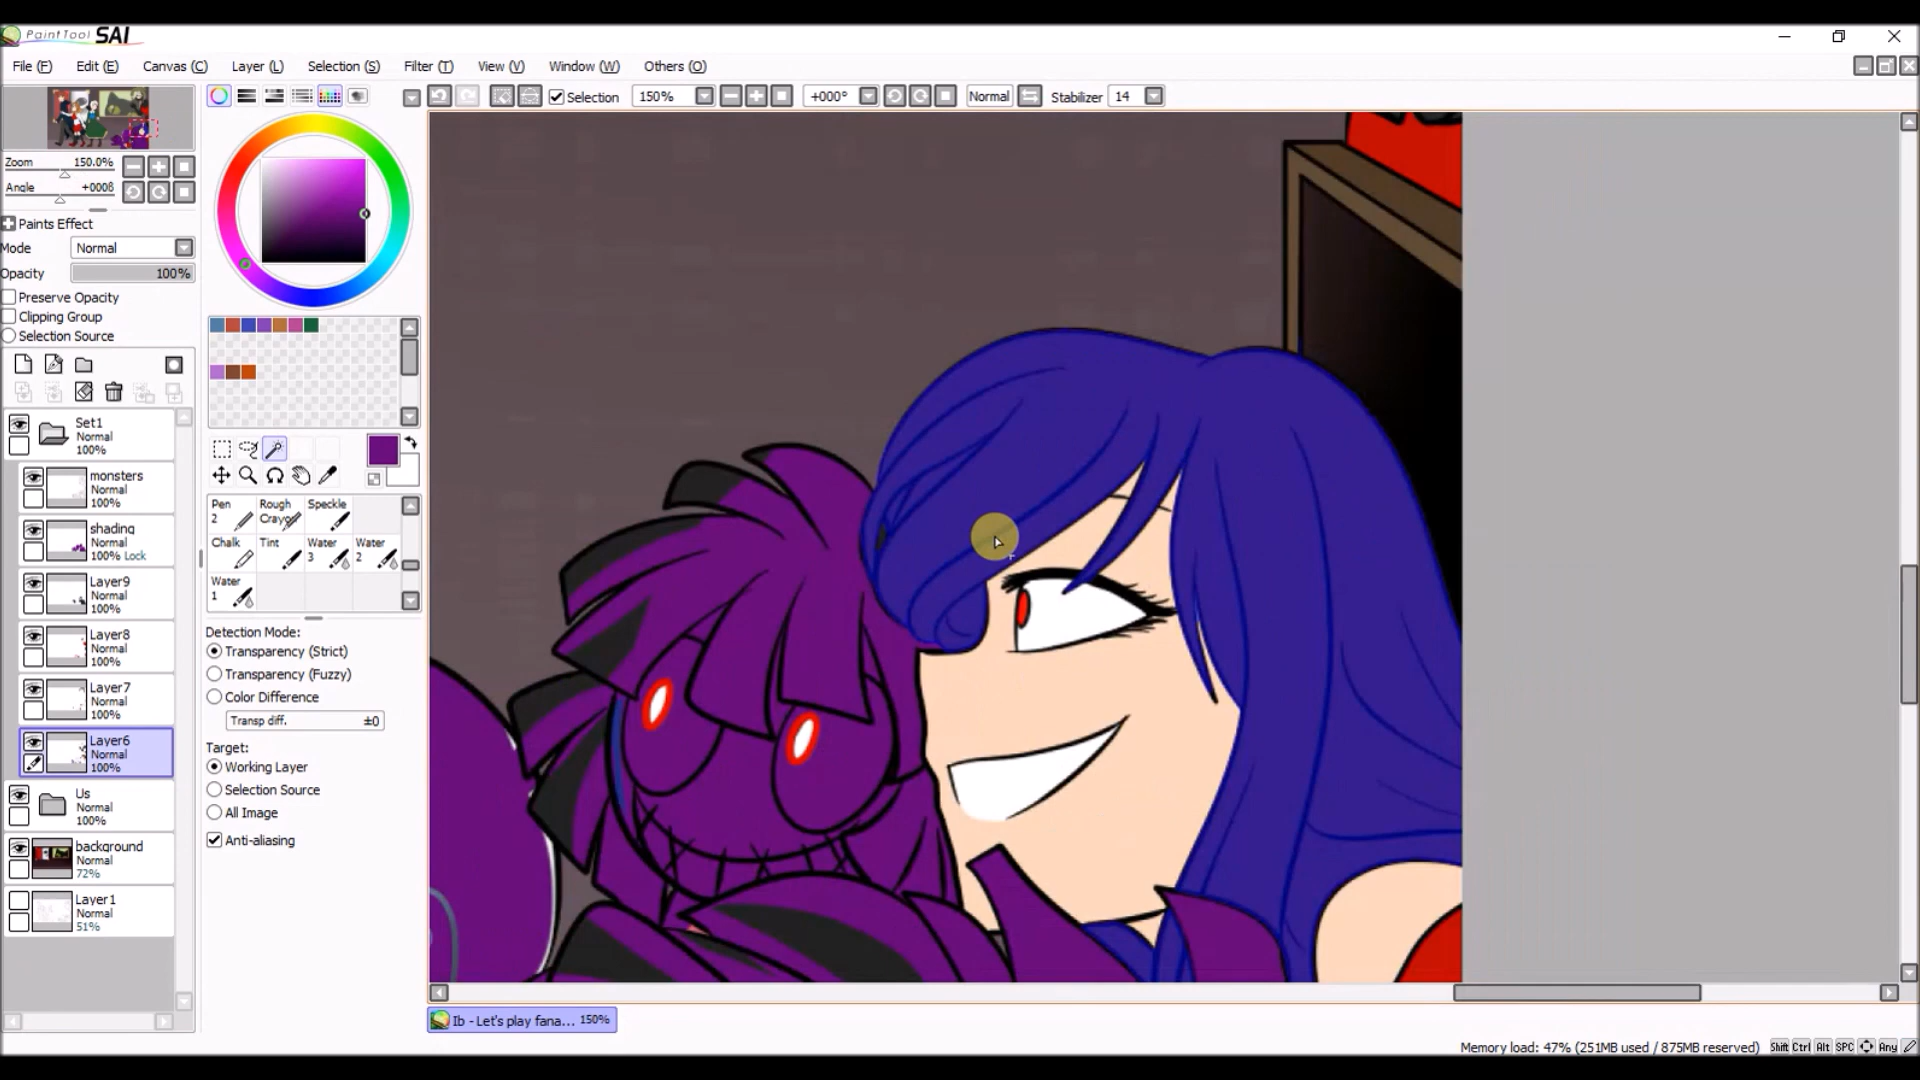 PaintTool SAI
File (F) Edit (E) Canvas (C) Layer (L) Selection (S) Filter (T) View (V) Window (W) Others (O)
Selection 150% +000° Normal Stabilizer 14
Zoom 150.0%
Angle +000ß
Paints Effect
Mode Normal
Opacity 100%
Preserve Opacity
Clipping Group
Selection Source
Set1
Normal
100%
monsters
Normal
100%
shading
Normal
100% Lock
Layer9
Normal
100%
Layer8
Normal
100%
Layer7
Normal
100%
Layer6
Normal
100%
Us
Normal
100%
background
Normal
72%
Layer1
Normal
51%
Pen
2
Rough
Crayon
Speckle
Chalk
Tint
Water
3
Water
2
Water
1
Detection Mode:
Transparency (Strict)
Transparency (Fuzzy)
Color Difference
Transp diff. ±0
Target:
Working Layer
Selection Source
All Image
Anti-aliasing
Ib - Let's play fana... 150%
Memory load: 47% (251MB used / 875MB reserved) Shift Ctrl Alt SPC Any